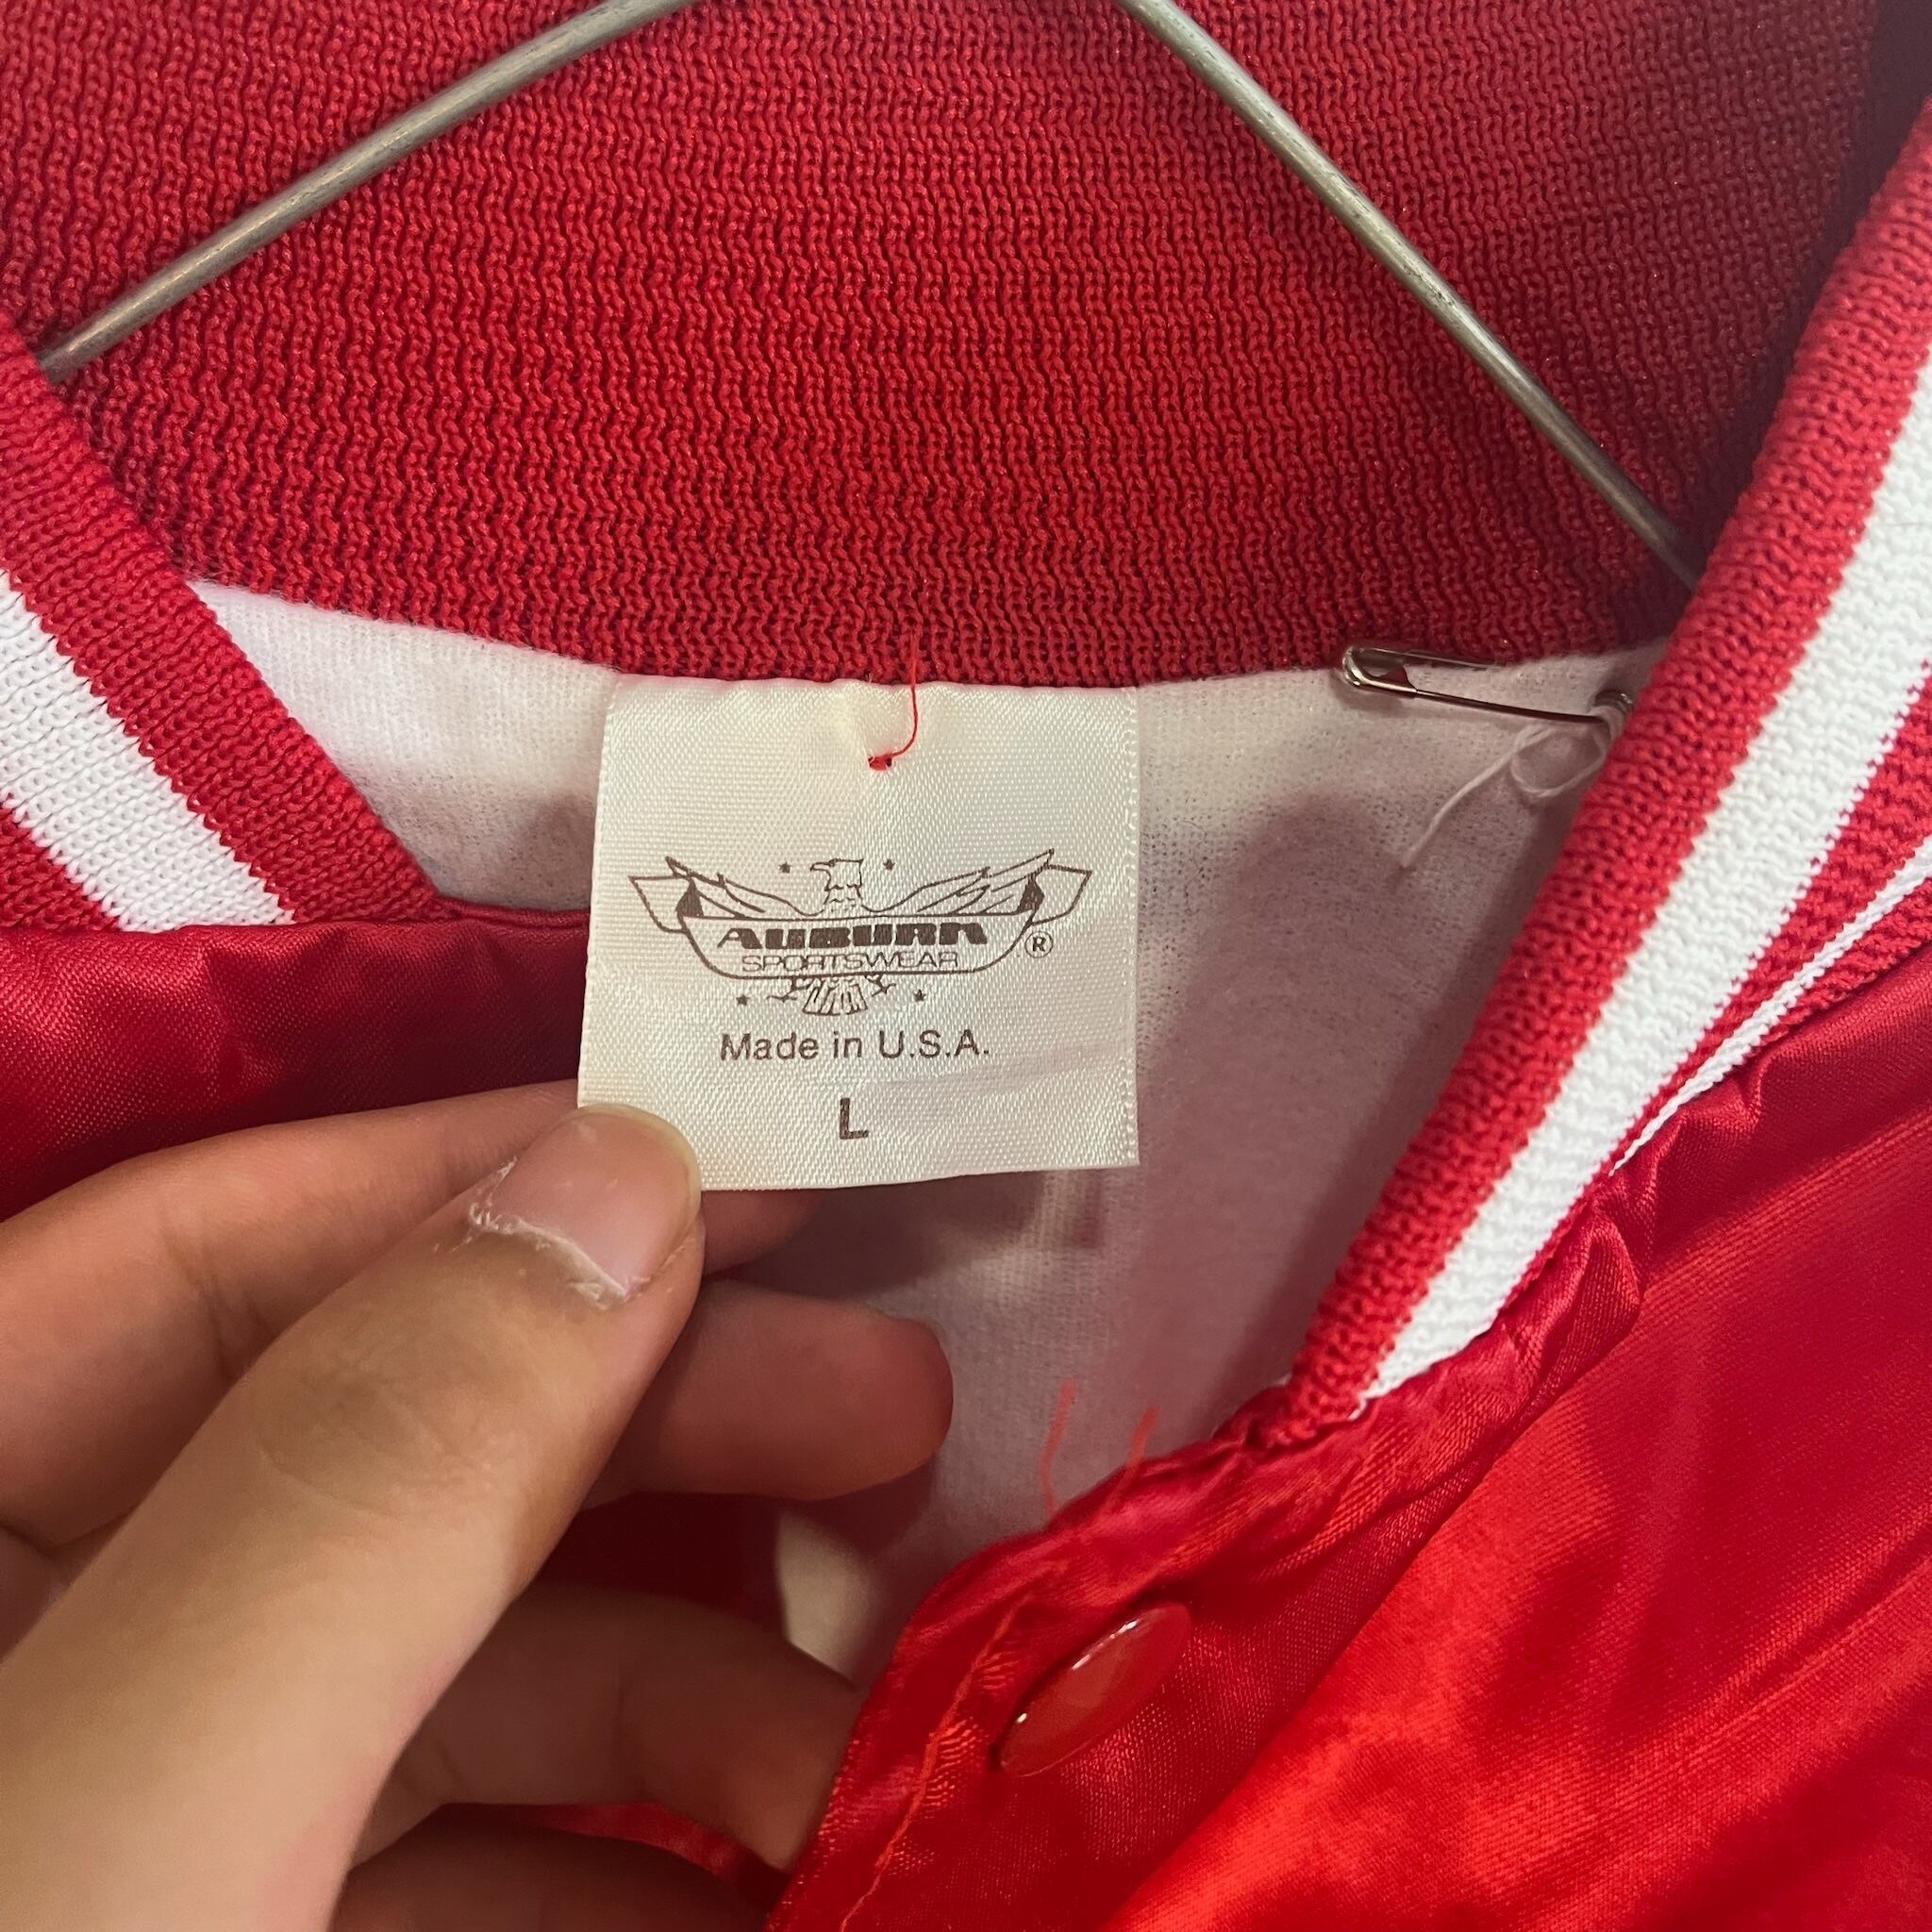 AUBURN
SPORTSWEAR
®
Made in U.S.A.
L